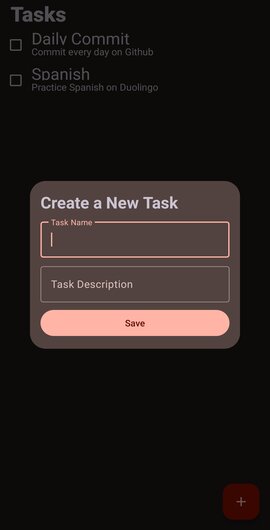 Tasks
Daily Commit
Commit every day on Github
Spanish
Practice Spanish on Duolingo
Create a New Task
Task Name
Task Description
Save
+